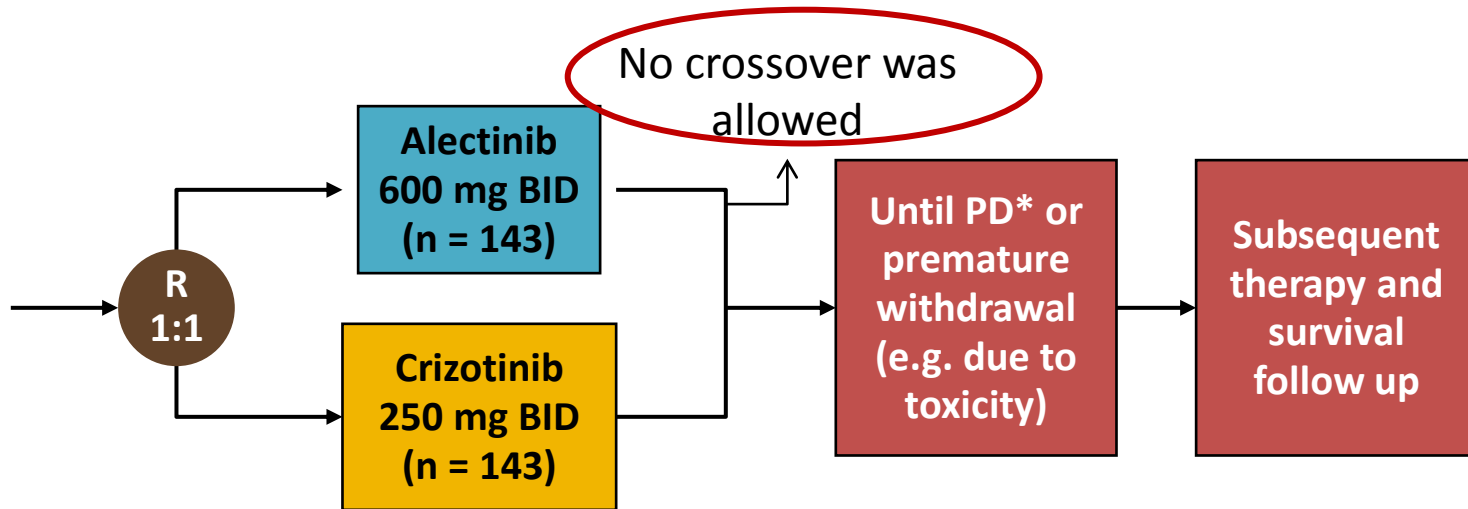 No crossover was
allowed
Alectinib
600 mg BID
(n = 143)
R
1:1
Crizotinib
250 mg BID
(n = 143)
Until PD* or
premature
withdrawal
(e.g. due to
toxicity)
Subsequent
therapy and
survival
follow up